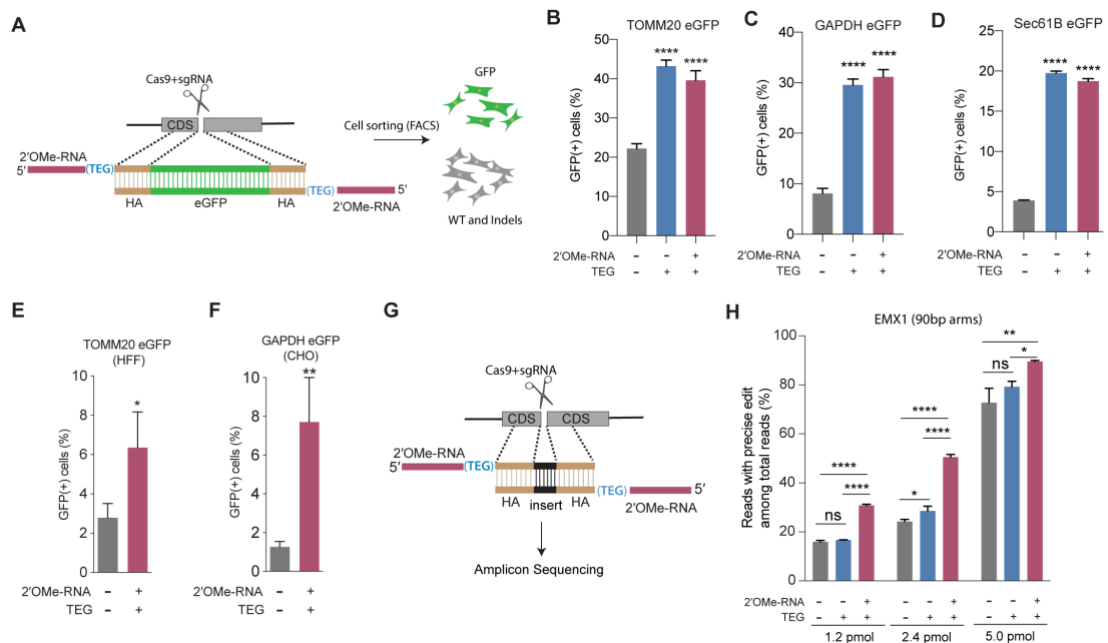 A
Cas9+sgRNA
CDS
2'OMe-RNA
5'
(TEG)
HA
eGFP
HA
(TEG)
5'
2'OMe-RNA
Cell sorting (FACS)
GFP
WT and Indels
B
TOMM20 eGFP
GFP(+) cells (%)
50
40
30
20
10
0
****
****
2'OMe-RNA - - +
TEG - + +
C
GAPDH eGFP
GFP(+) cells (%)
40
30
20
10
0
****
****
2'OMe-RNA - - +
TEG - + +
D
Sec61B eGFP
GFP(+) cells (%)
25
20
15
10
5
0
****
****
2'OMe-RNA - - +
TEG - + +
E
TOMM20 eGFP
(HFF)
GFP(+) cells (%)
10
8
6
4
2
0
*
2'OMe-RNA - +
TEG - +
F
GAPDH eGFP
(CHO)
GFP(+) cells (%)
10
8
6
4
2
0
**
2'OMe-RNA - +
TEG - +
G
Cas9+sgRNA
CDS
CDS
2'OMe-RNA
5'
(TEG)
HA
insert
HA
(TEG)
5'
2'OMe-RNA
Amplicon Sequencing
H
EMX1 (90bp arms)
Reads with precise edit
among total reads (%)
100
80
60
40
20
0
****
****
ns
****
****
*
**
*
ns
2'OMe-RNA - - + - - + - - +
TEG - + + - + + - + +
1.2 pmol 2.4 pmol 5.0 pmol